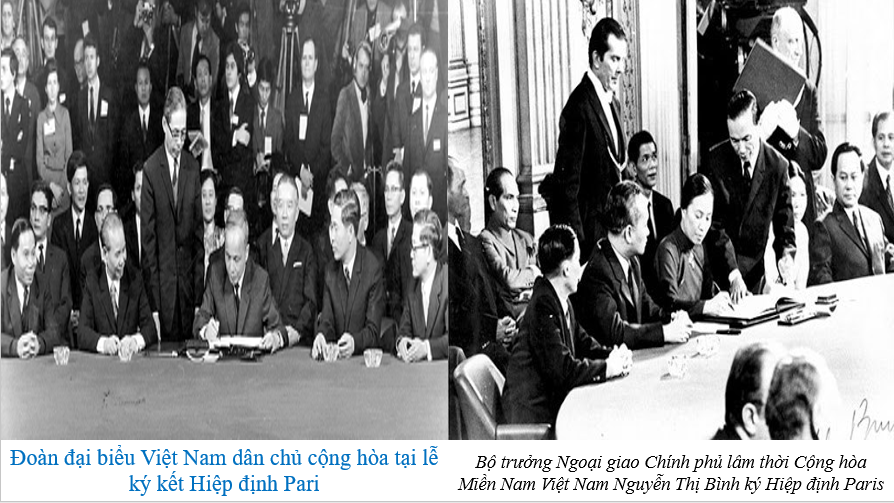 Đoàn đại biểu Việt Nam dân chủ cộng hòa tại lễ
ký kết Hiệp định Pari
Bộ trưởng Ngoại giao Chính phủ lâm thời Cộng hòa
Miền Nam Việt Nam Nguyễn Thị Bình ký Hiệp định Paris